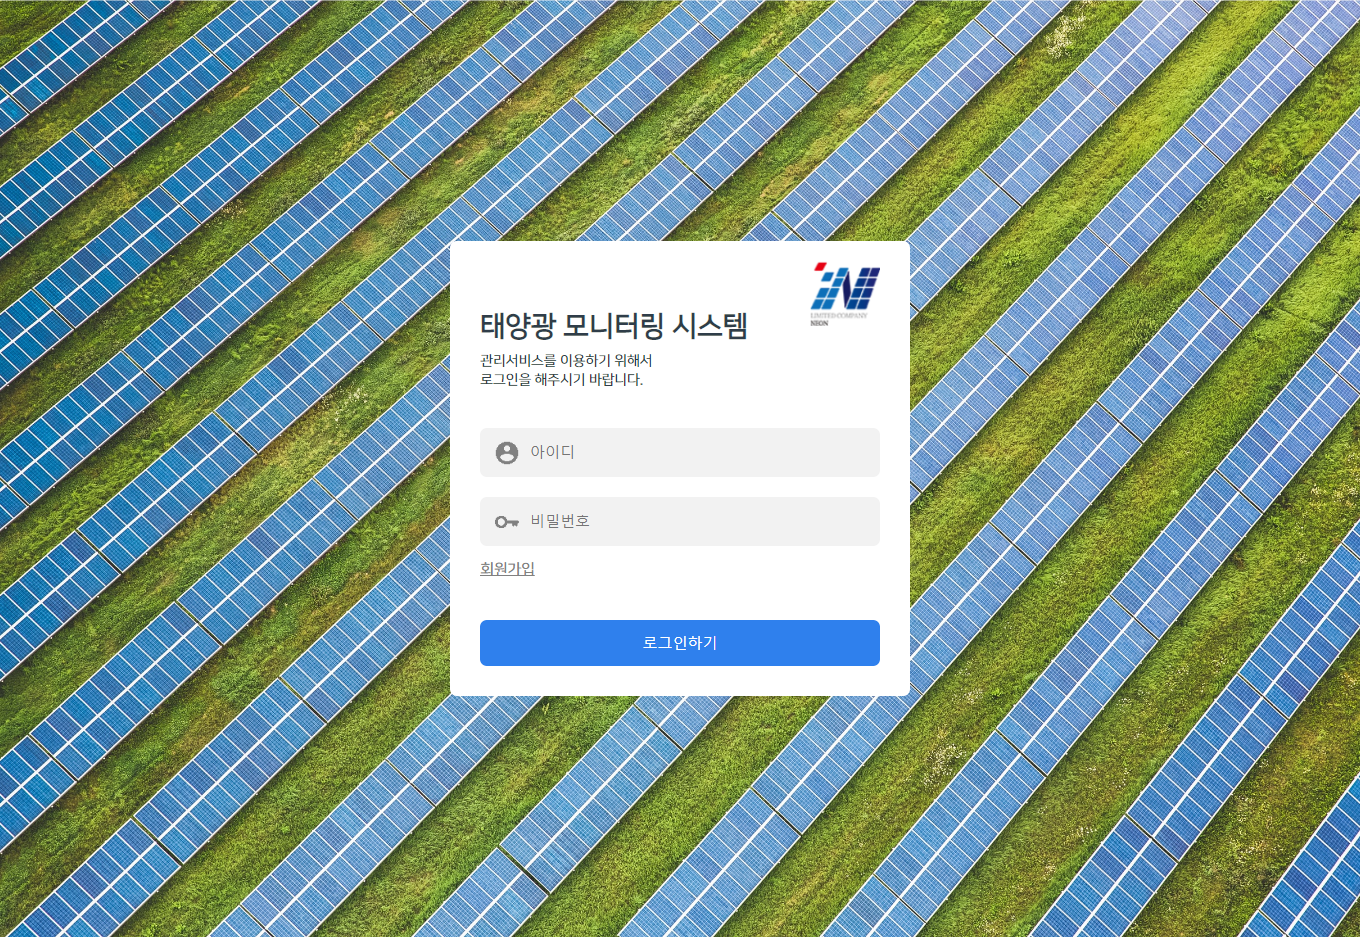 태양광 모니터링 시스템
LIMITED COMPANY
NEON
관리서비스를 이용하기 위해서
로그인을 해주시기 바랍니다.
아이디
비밀번호
회원가입
로그인하기